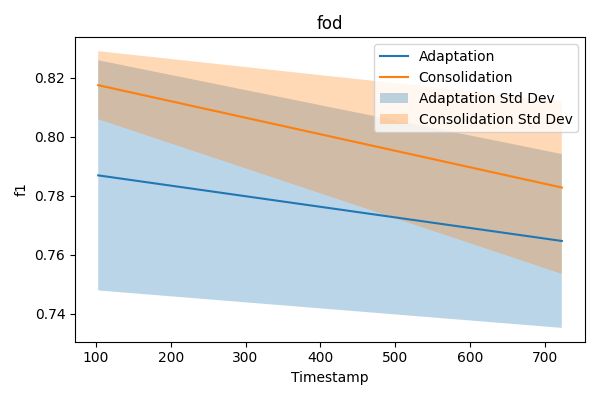 fod
Adaptation
Consolidation
Adaptation Std Dev
Consolidation Std Dev
0.82
0.80
0.78
0.76
0.74
f1
100
200
300
400
500
600
700
Timestamp